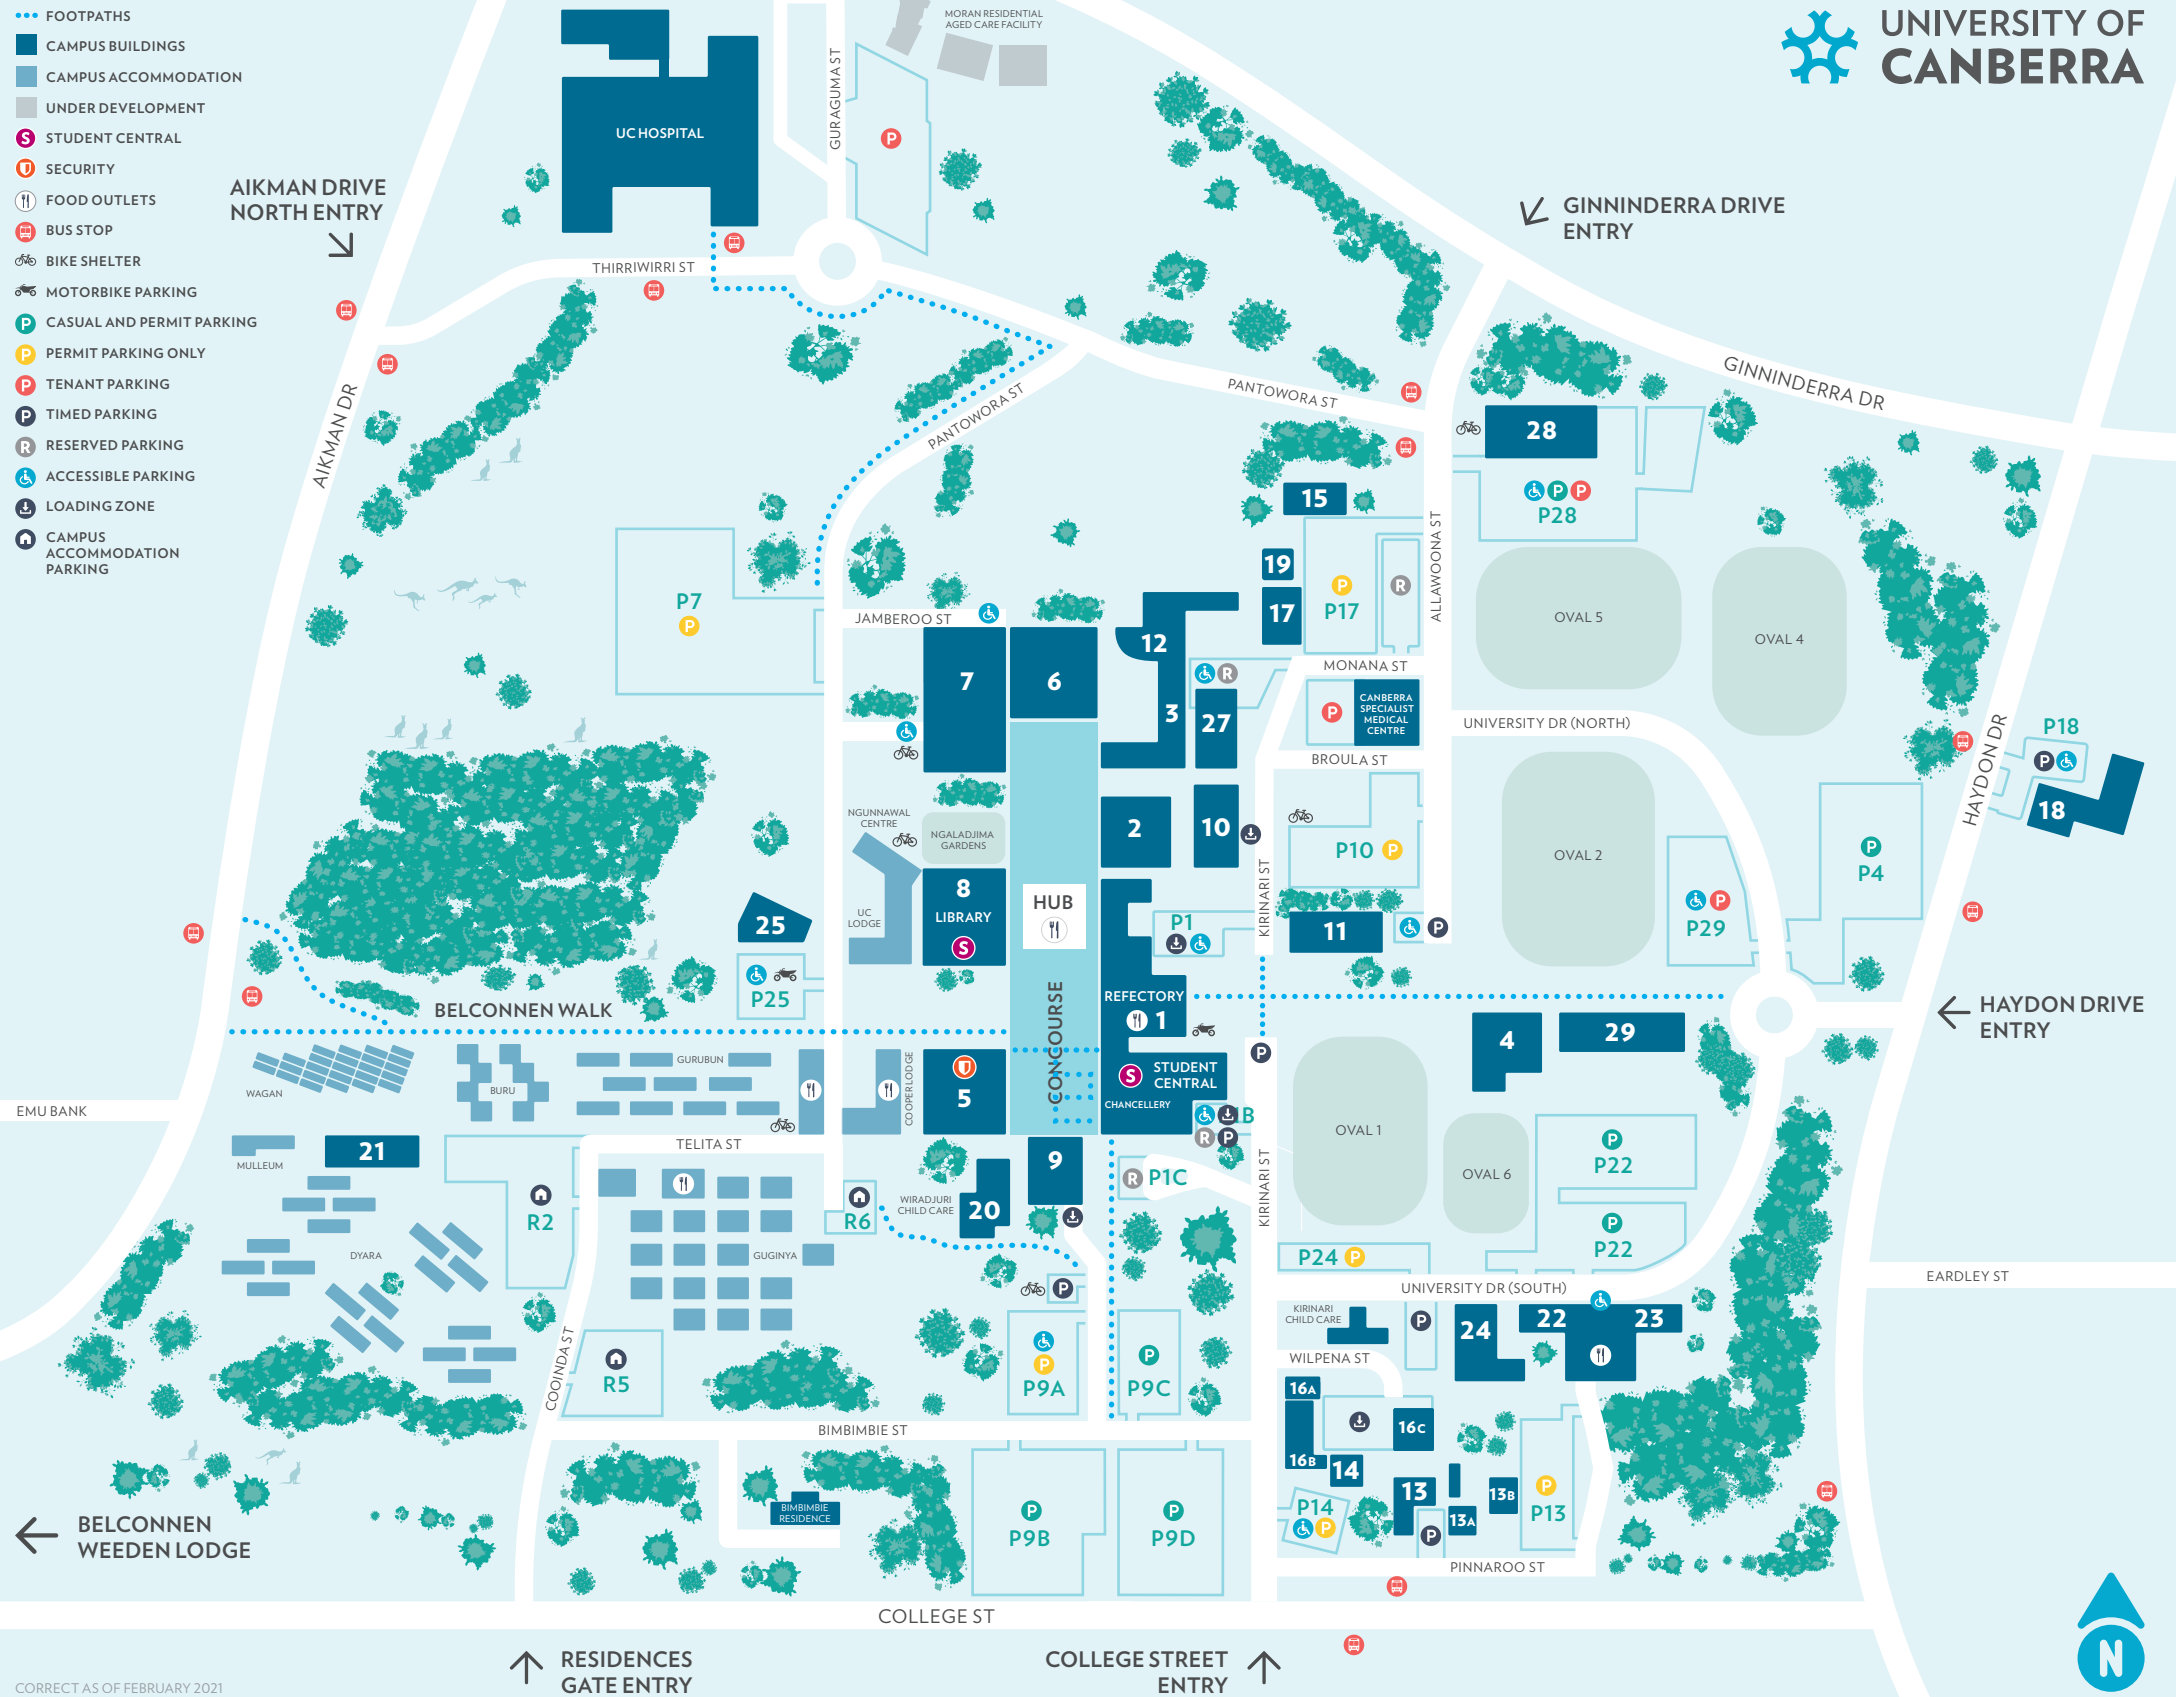 FOOTPATHS
CAMPUS BUILDINGS
CAMPUS ACCOMMODATION
UNDER DEVELOPMENT
S STUDENT CENTRAL
SECURITY
FOOD OUTLETS
BUS STOP
BIKE SHELTER
MOTORBIKE PARKING
P CASUAL AND PERMIT PARKING
P PERMIT PARKING ONLY
P TENANT PARKING
P TIMED PARKING
R RESERVED PARKING
ACCESSIBLE PARKING
LOADING ZONE
CAMPUS
ACCOMMODATION
PARKING
UNIVERSITY OF
CANBERRA
MORAN RESIDENTIAL
AGED CARE FACILITY
UC HOSPITAL
GURAGUMA ST
P
AIKMAN DRIVE
NORTH ENTRY
GINNINDERRA DRIVE
ENTRY
THIRRIWIRRI ST
AIKMAN DR
PANTOWORA ST
PANTOWORA ST
GINNINDERRA DR
28
P P
P28
15
19
17
P
P17
R
ALLAWOONA ST
OVAL 5
OVAL 4
P7
P
JAMBEROO ST
7
6
12
3
R
27
MONANA ST
P
CANBERRA
SPECIALIST
MEDICAL
CENTRE
UNIVERSITY DR (NORTH)
BROULA ST
HAYDON DR
P18
P
18
NGUNNAWAL
CENTRE
NGALADJIMA
GARDENS
2
10
P10 P
KIRINARI ST
OVAL 2
P
P4
8
LIBRARY
S
UC
LODGE
HUB
25
P25
P1
11
P
P
P29
CONCOURSE
REFECTORY
1
BELCONNEN WALK
HAYDON DRIVE
ENTRY
4
29
P
WAGAN
BURU
GURUBUN
COOPER LODGE
5
S STUDENT
CENTRAL
CHANCELLERY
1B
R P
EMU BANK
MULLEUM
21
TELITA ST
9
OVAL 1
OVAL 6
P
P22
P
P22
R P1C
KIRINARI ST
R2
R6
WIRADJURI
CHILD CARE
20
DYARA
GUGINYA
P24 P
P
EARDLEY ST
UNIVERSITY DR (SOUTH)
KIRINARI
CHILD CARE
P
24
22
23
COOINDA ST
R5
P
P9A
P
P9C
WILPENA ST
16A
16C
16B
14
BIMBIMBIE ST
BIMBIMBIE
RESIDENCE
P
P9B
P
P9D
P14
P
13
13A
13B
P
P
P13
PINNAROO ST
BELCONNEN
WEEDEN LODGE
COLLEGE ST
RESIDENCES
GATE ENTRY
COLLEGE STREET
ENTRY
N
CORRECT AS OF FEBRUARY 2021